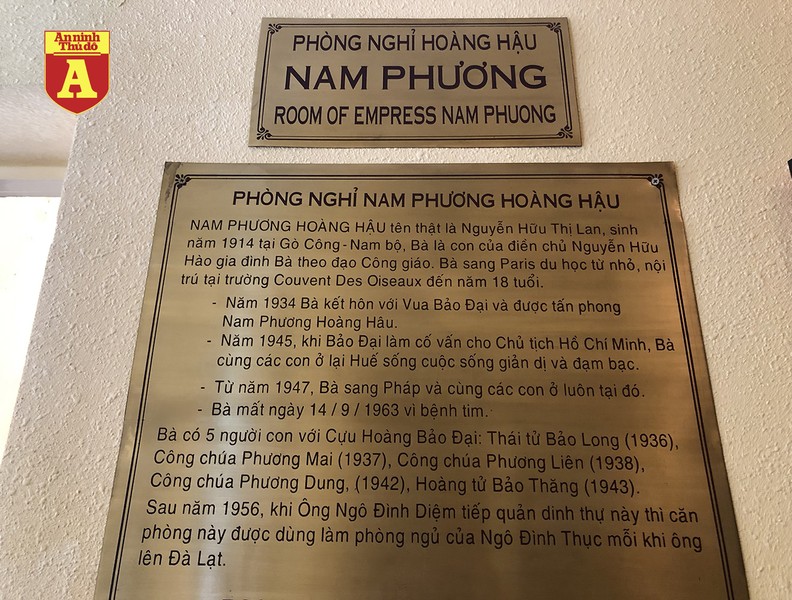 An ninh
Thủ đô
A
PHÒNG NGHỈ HOÀNG HẬU
NAM PHƯƠNG
ROOM OF EMPRESS NAM PHUONG
PHÒNG NGHỈ NAM PHƯƠNG HOÀNG HẬU
NAM PHƯƠNG HOÀNG HẬU tên thật là Nguyễn Hữu Thị Lan, sinh
năm 1914 tại Gò Công - Nam bộ, Bà là con của điền chủ Nguyễn Hữu
Hào gia đình Bà theo đạo Công giáo. Bà sang Paris du học từ nhỏ, nội
trú tại trường Couvent Des Oiseaux đến năm 18 tuổi.
- Năm 1934 Bà kết hôn với Vua Bảo Đại và được tấn phong
Nam Phương Hoàng Hâu.
- Năm 1945, khi Bảo Đại làm cố vấn cho Chủ tịch Hồ Chí Minh, Bà
cùng các con ở lại Huế sống cuộc sống giản dị và đạm bạc.
- Từ năm 1947, Bà sang Pháp và cùng các con ở luôn tại đó.
- Bà mất ngày 14 / 9 / 1963 vì bệnh tim.
Bà có 5 người con với Cựu Hoàng Bảo Đại: Thái tử Bảo Long (1936),
Công chúa Phương Mai (1937), Công chúa Phương Liên (1938),
Công chúa Phương Dung, (1942), Hoàng tử Bảo Thăng (1943).
Sau năm 1956, khi Ông Ngô Đình Diệm tiếp quản dinh thự này thì căn
phòng này được dùng làm phòng ngủ của Ngô Đình Thục mỗi khi ông
lên Đà Lạt.